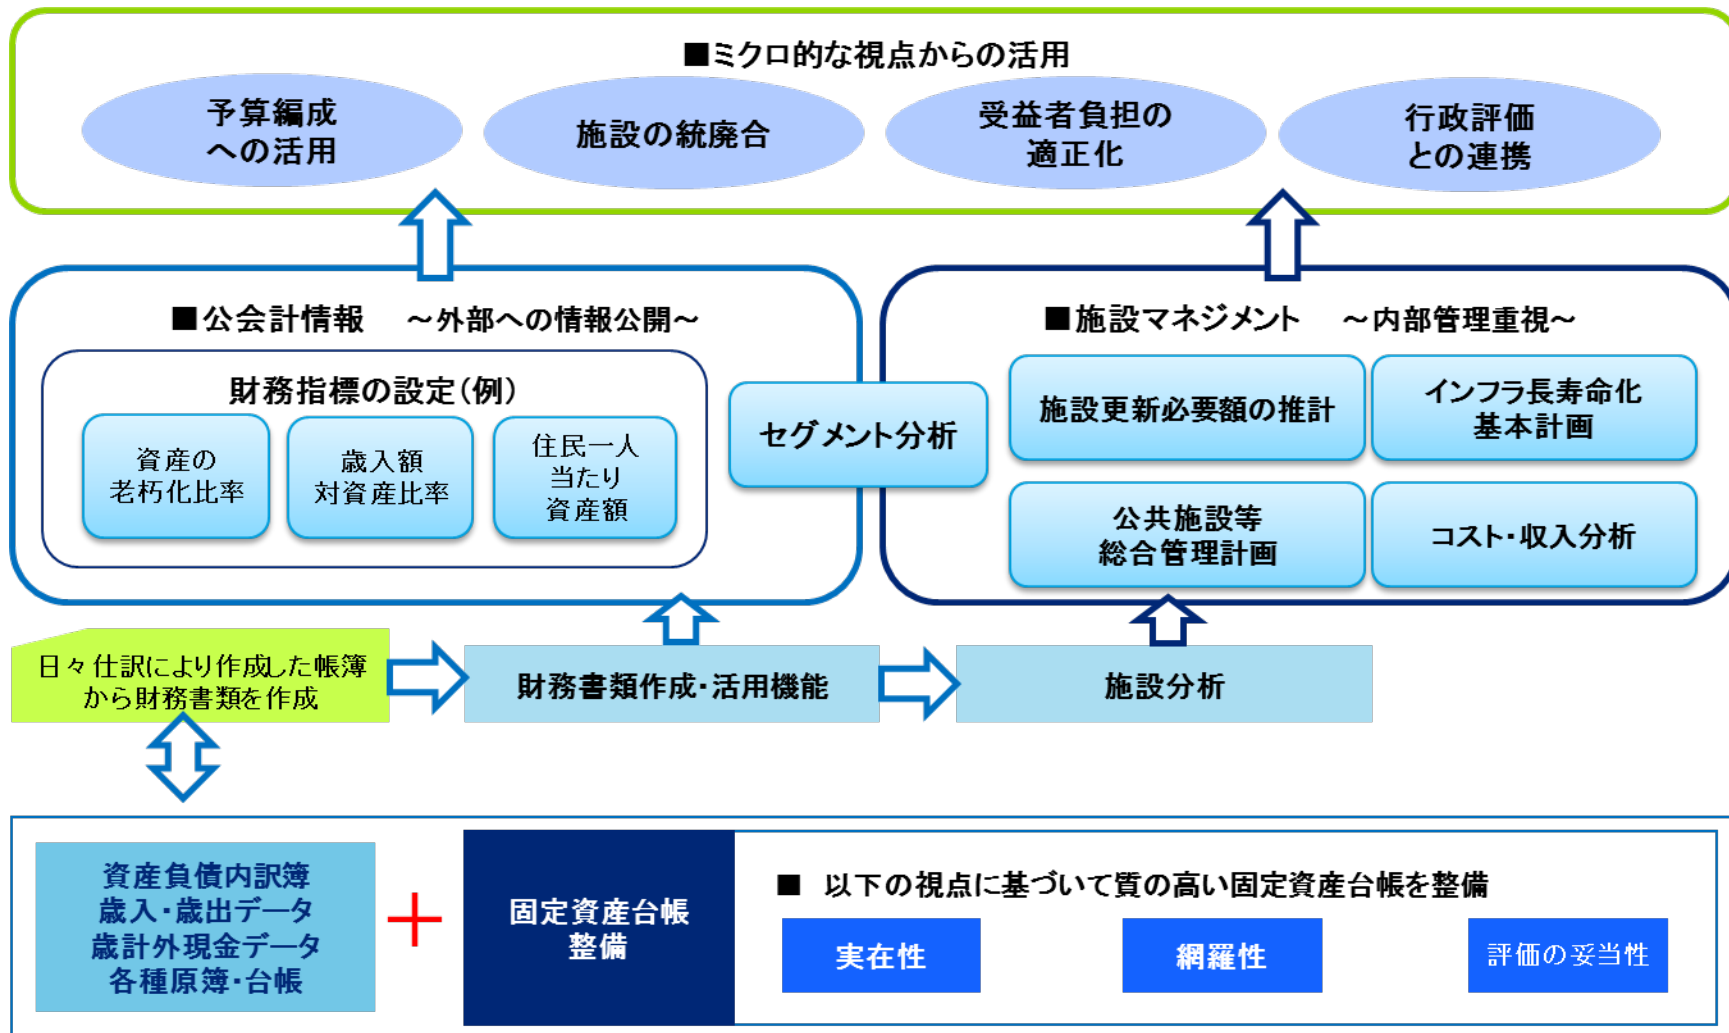 ■ミクロ的な視点からの活用
予算編成
への活用
施設の統廃合
受益者負担の
適正化
行政評価
との連携
■公会計情報　～外部への情報公開～
財務指標の設定(例)
資産の
老朽化比率
歳入額
対資産比率
住民一人
当たり
資産額
セグメント分析
■施設マネジメント　～内部管理重視～
施設更新必要額の推計
インフラ長寿命化
基本計画
公共施設等
総合管理計画
コスト・収入分析
日々仕訳により作成した帳簿
から財務書類を作成
財務書類作成・活用機能
施設分析
資産負債内訳簿
歳入・歳出データ
歳計外現金データ
各種原簿・台帳
＋
固定資産台帳
整備
■　以下の視点に基づいて質の高い固定資産台帳を整備
実在性
網羅性
評価の妥当性